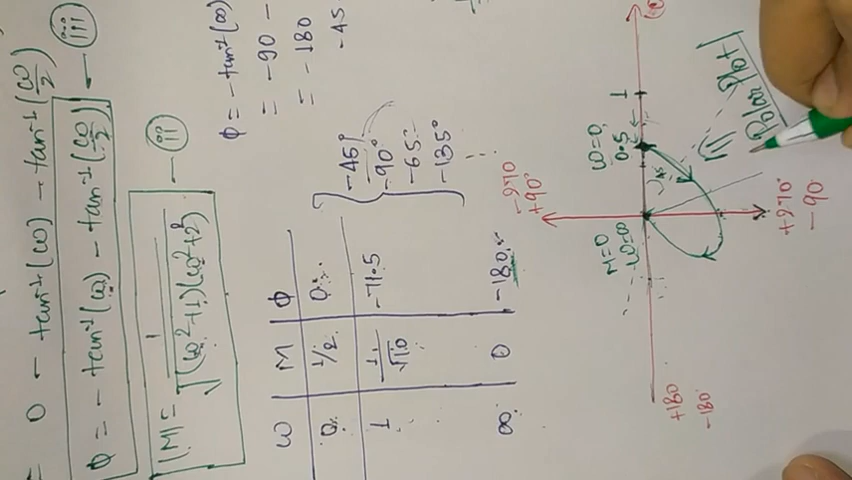 = 0 - tan⁻¹(ω) - tan⁻¹(ω/2)
ϕ = - tan⁻¹(ω) - tan⁻¹(ω/2) - (iii)
|M| = 1/√((ω²+1)(ω²+2²)) - (ii)
ϕ = -tan⁻¹(∞)
= -90 -
= -180
-45
ω M ϕ
0 1/2 0
1 1/√10 -71.5
∞ 0 -180
-45°
-90°
-65
-135°
-270
+90°
M=0
ω=∞
ω=0
0.5
1
45
Polar Plot
+180
-180
+270°
-90